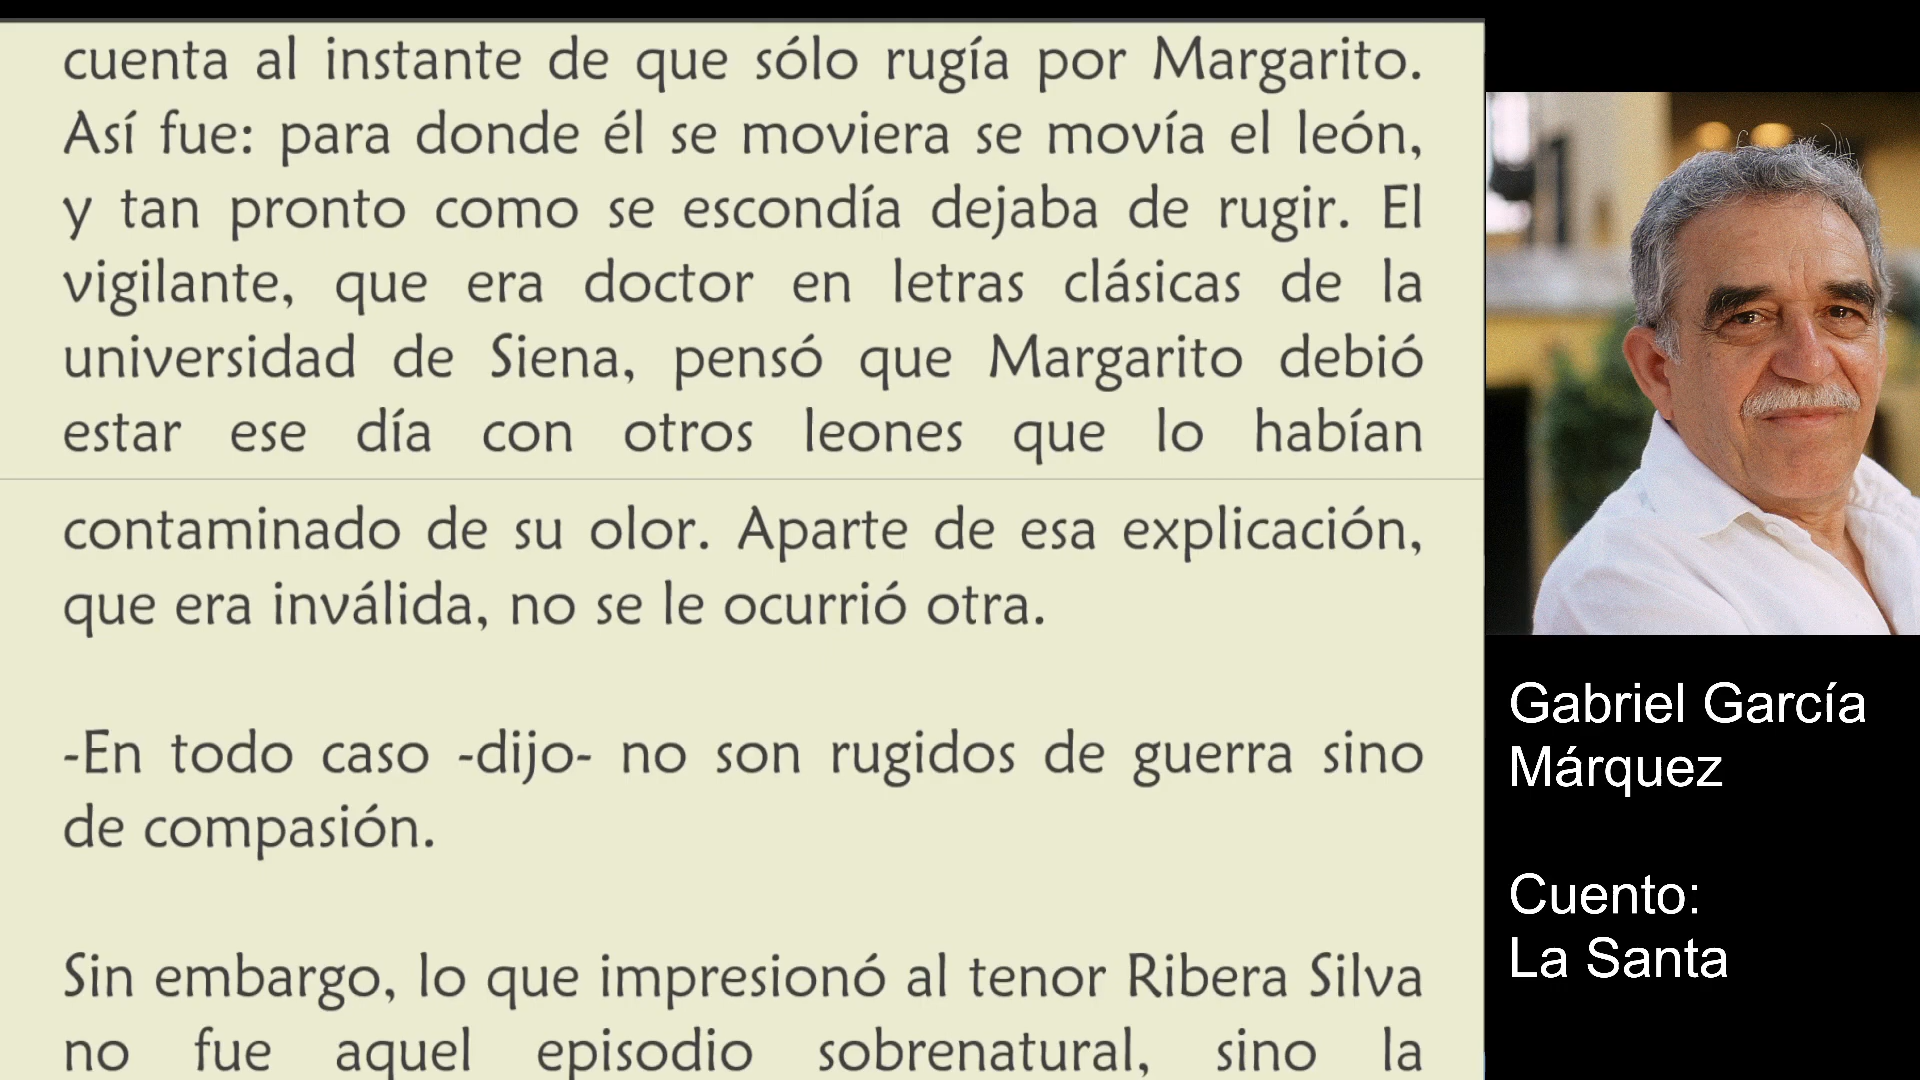 cuenta al instante de que sólo rugía por Margarito.
Así fue: para donde él se moviera se movía el león,
y tan pronto como se escondía dejaba de rugir. El
vigilante, que era doctor en letras clásicas de la
universidad de Siena, pensó que Margarito debió
estar ese día con otros leones que lo habían
contaminado de su olor. Aparte de esa explicación,
que era inválida, no se le ocurrió otra.
-En todo caso -dijo- no son rugidos de guerra sino
de compasión.
Sin embargo, lo que impresionó al tenor Ribera Silva
no fue aquel episodio sobrenatural, sino la
Gabriel García
Márquez
Cuento:
La Santa